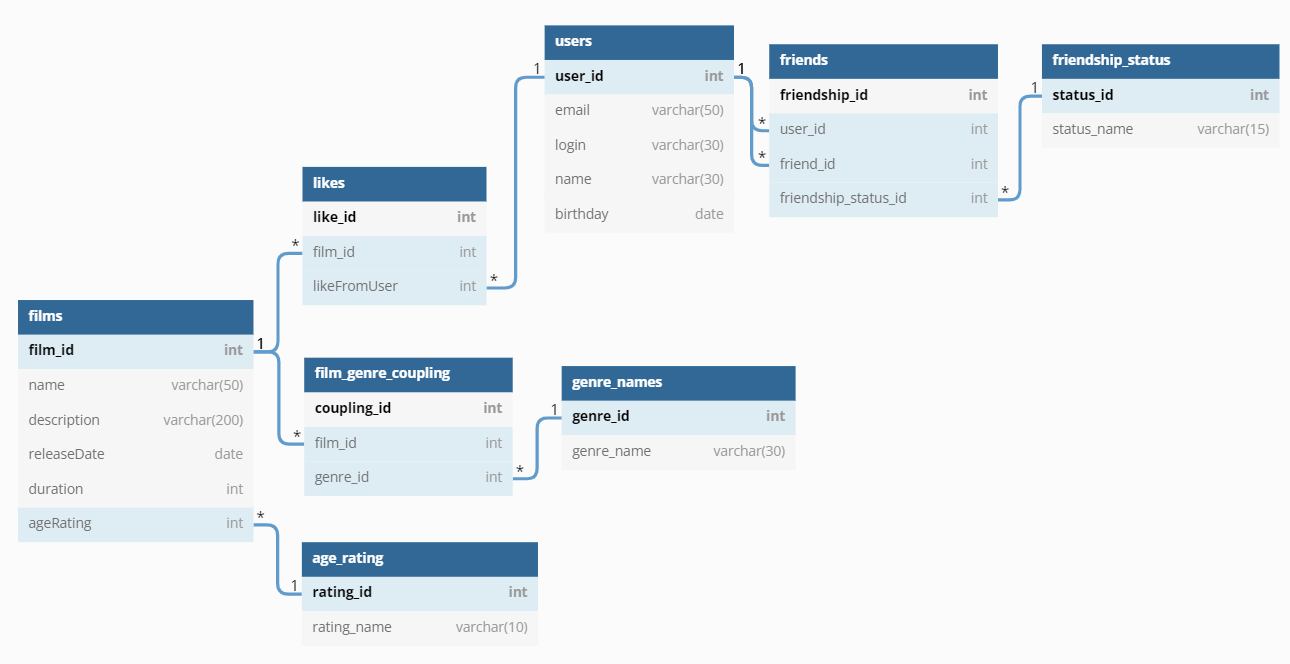 users
1 user_id int 1
email varchar(50)
login varchar(30)
name varchar(30)
birthday date
friends
friendship_id int
* user_id int
* friend_id int
friendship_status_id int *
friendship_status
1 status_id int
status_name varchar(15)
likes
like_id int
* film_id int
likeFromUser int *
films
film_id int 1
name varchar(50)
description varchar(200)
releaseDate date
duration int
ageRating int *
film_genre_coupling
coupling_id int
* film_id int
genre_id int *
genre_names
1 genre_id int
genre_name varchar(30)
age_rating
1 rating_id int
rating_name varchar(10)